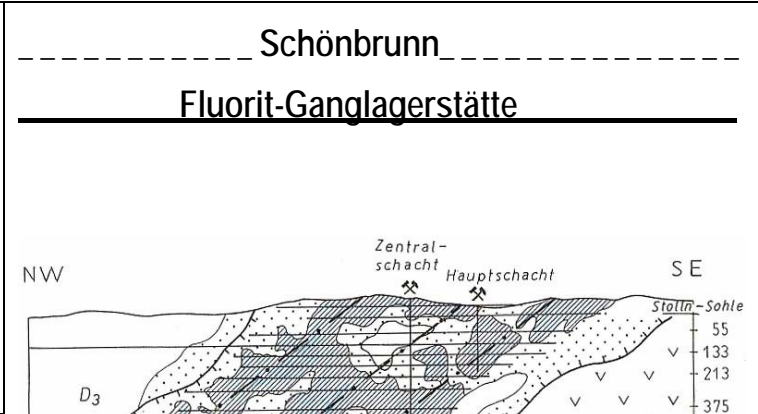 Schönbrunn
Fluorit-Ganglagerstätte
Zentral-
schacht
Hauptschacht
NW
SE
Stolln-Sohle
55
133
213
D3
375